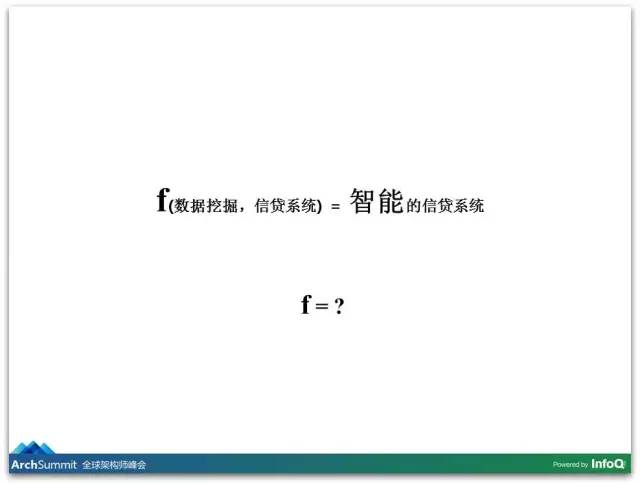 f(数据挖掘，信贷系统) = 智能的信贷系统
f = ?
ArchSummit 全球架构师峰会
Powered by InfoQ